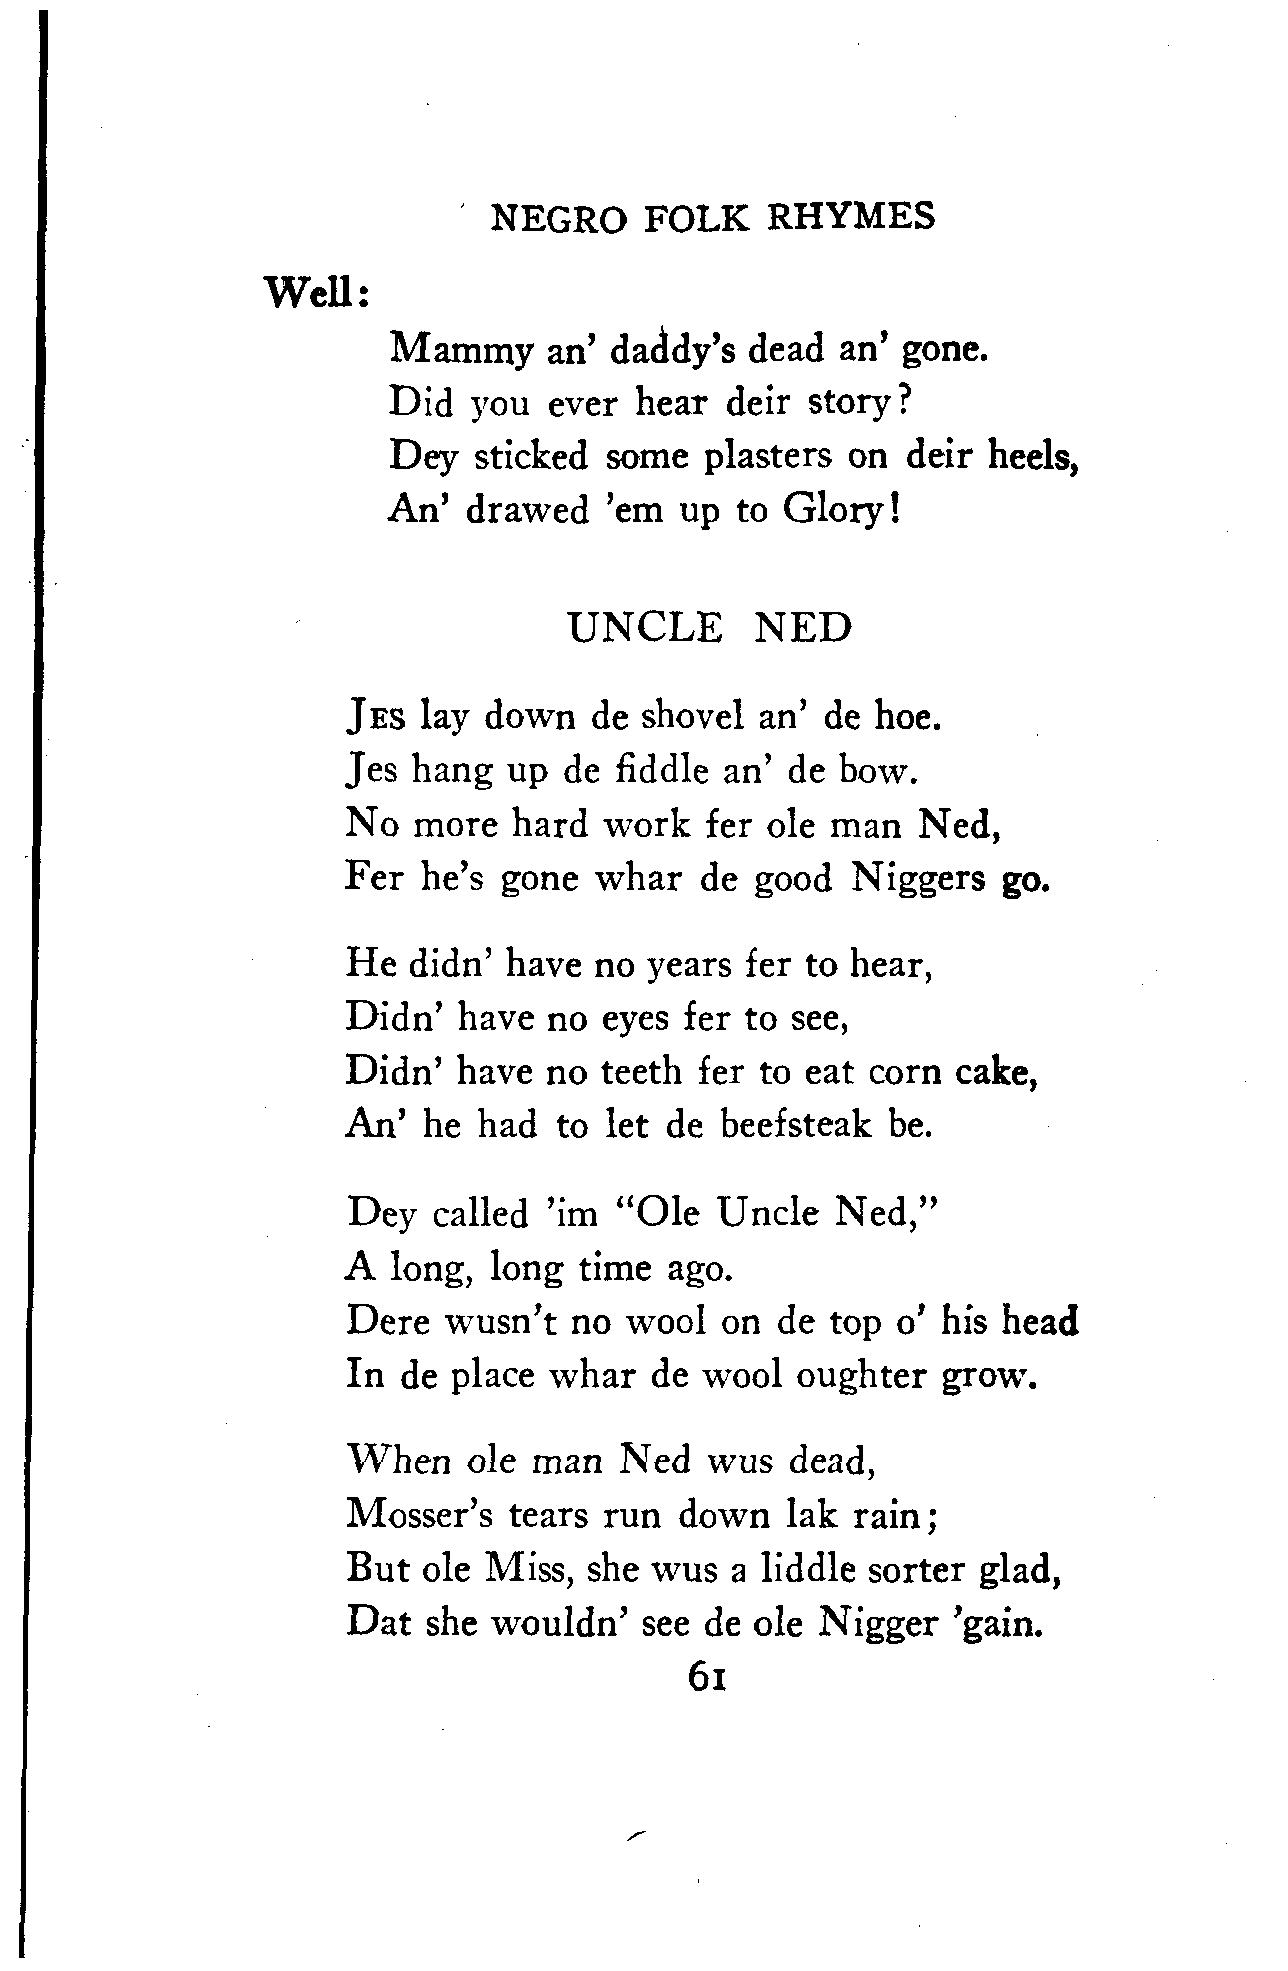 NEGRO FOLK RHYMES
Well:
Mammy an' daddy's dead an' gone.
Did you ever hear deir story?
Dey sticked some plasters on deir heels,
An' drawed 'em up to Glory!
UNCLE NED
JES lay down de shovel an' de hoe.
Jes hang up de fiddle an' de bow.
No more hard work fer ole man Ned,
Fer he's gone whar de good Niggers go.
He didn' have no years fer to hear,
Didn' have no eyes fer to see,
Didn' have no teeth fer to eat corn cake,
An' he had to let de beefsteak be.
Dey called 'im "Ole Uncle Ned,"
A long, long time ago.
Dere wusn't no wool on de top o' his head
In de place whar de wool oughter grow.
When ole man Ned wus dead,
Mosser's tears run down lak rain;
But ole Miss, she wus a liddle sorter glad,
Dat she wouldn' see de ole Nigger 'gain.
61